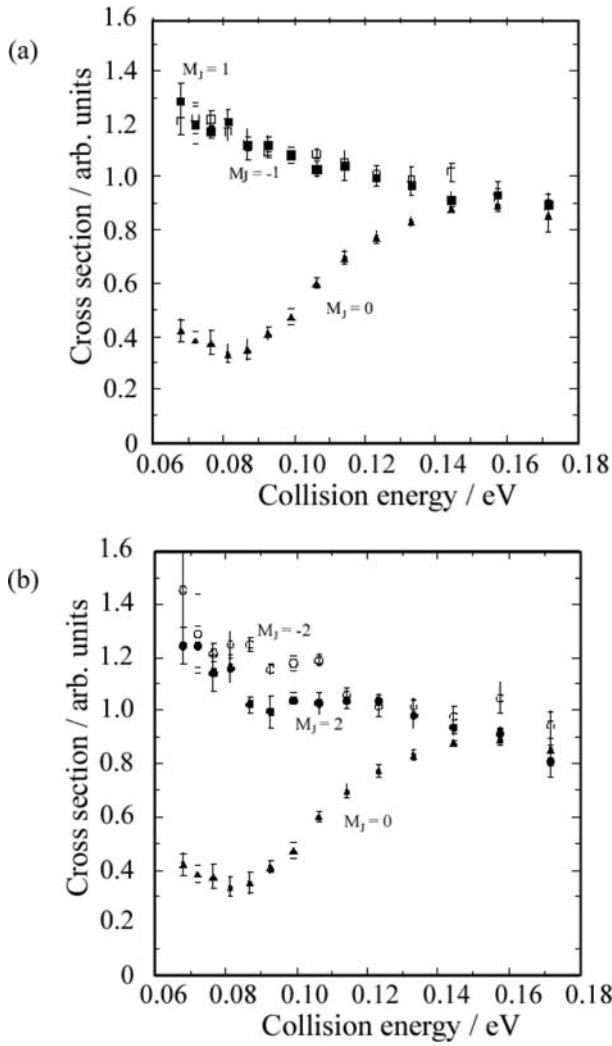 (a)
Cross section / arb. units
1.6
1.4
1.2
1.0
0.8
0.6
0.4
0.2
0
M_J = 1
M_J = -1
M_J = 0
0.06 0.08 0.10 0.12 0.14 0.16 0.18
Collision energy / eV
(b)
Cross section / arb. units
1.6
1.4
1.2
1.0
0.8
0.6
0.4
0.2
0
M_J = -2
M_J = 2
M_J = 0
0.06 0.08 0.10 0.12 0.14 0.16 0.18
Collision energy / eV